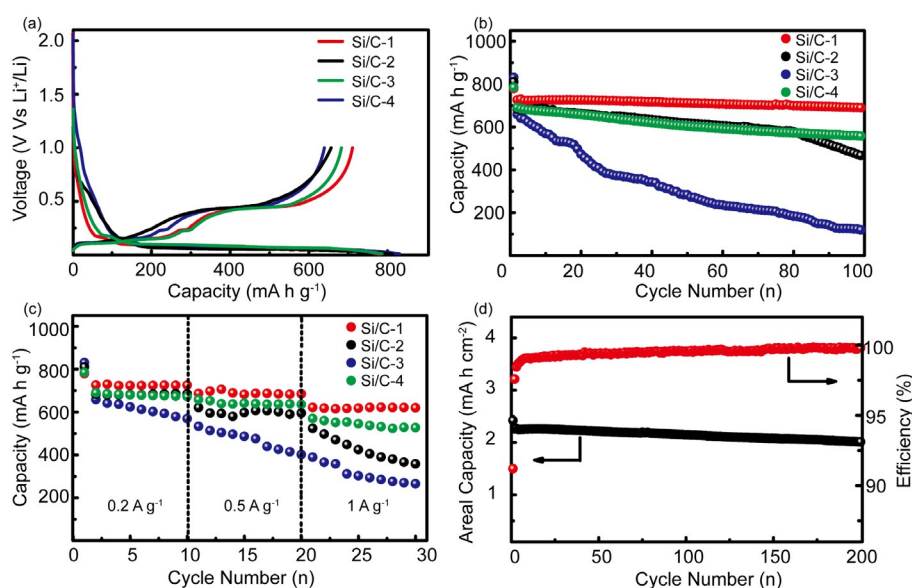 (a)
2.0
1.5
1.0
0.5
Voltage (V Vs Li⁺/Li)
Si/C-1
Si/C-2
Si/C-3
Si/C-4
0 200 400 600 800
Capacity (mA h g⁻¹)
(b)
1000
800
600
400
200
Capacity (mA h g⁻¹)
Si/C-1
Si/C-2
Si/C-3
Si/C-4
0 20 40 60 80 100
Cycle Number (n)
(c)
1000
800
600
400
200
Capacity (mA h g⁻¹)
Si/C-1
Si/C-2
Si/C-3
Si/C-4
0.2 A g⁻¹ 0.5 A g⁻¹ 1 A g⁻¹
0 5 10 15 20 25 30
Cycle Number (n)
(d)
4
3
2
1
Areal Capacity (mA h cm⁻²)
100
95
94
90
Efficiency (%)
0 50 75 100 150 200
Cycle Number (n)